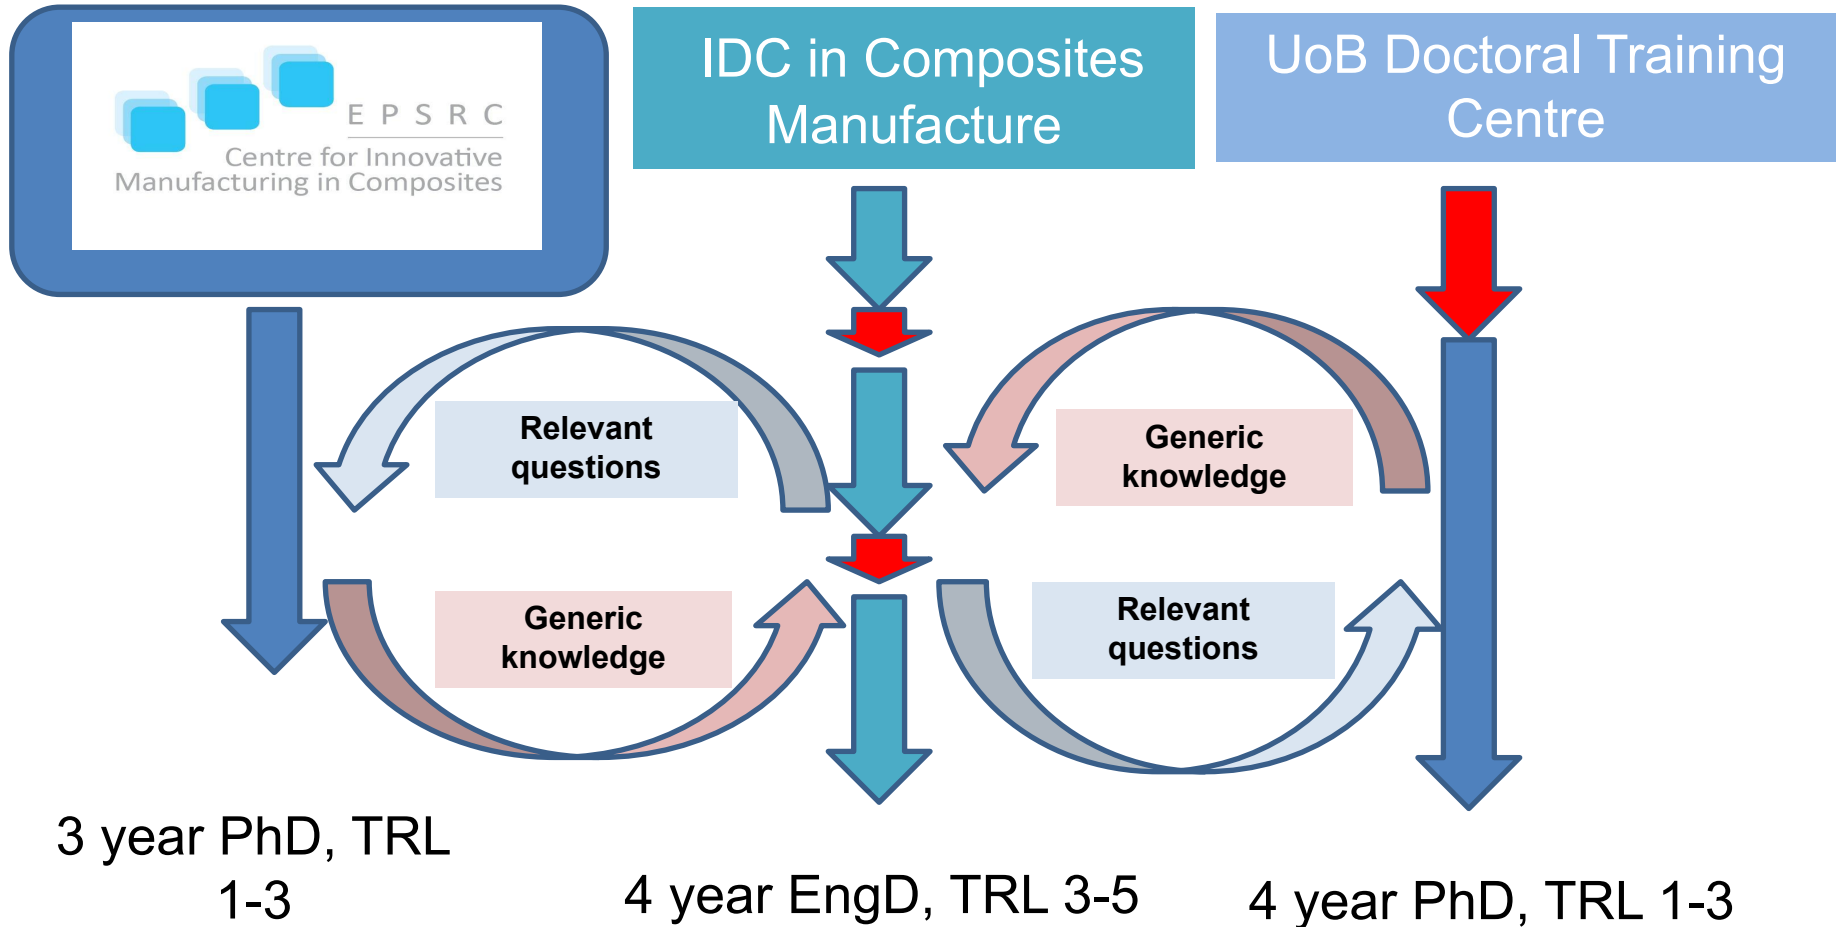 E P S R C
Centre for Innovative
Manufacturing in Composites
IDC in Composites
Manufacture
UoB Doctoral Training
Centre
Relevant
questions
Generic
knowledge
Generic
knowledge
Relevant
questions
3 year PhD, TRL
1-3
4 year EngD, TRL 3-5
4 year PhD, TRL 1-3